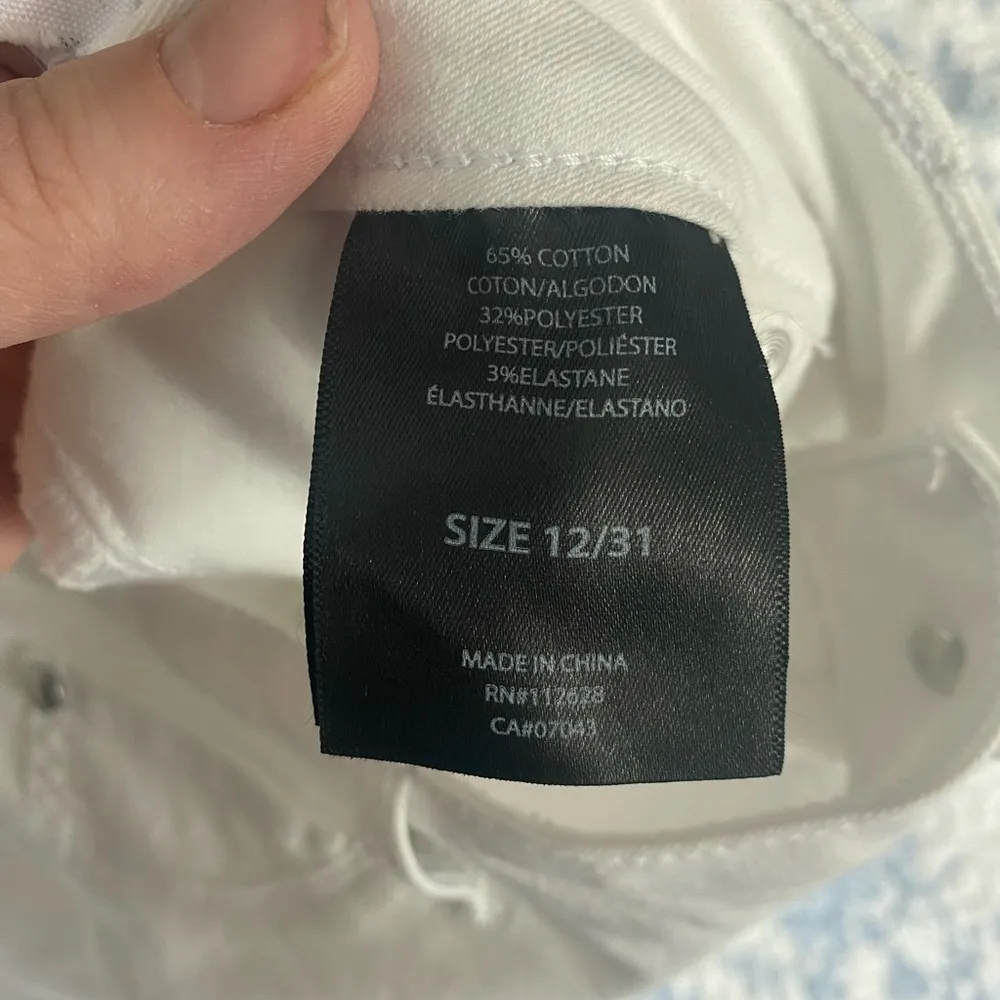 65% COTTON
COTON/ALGODON
32%POLYESTER
POLYESTER/POLIÉSTER
3%ELASTANE
ÉLASTHANNE/ELASTANO
SIZE 12/31
MADE IN CHINA
RN#112628
CA#07043